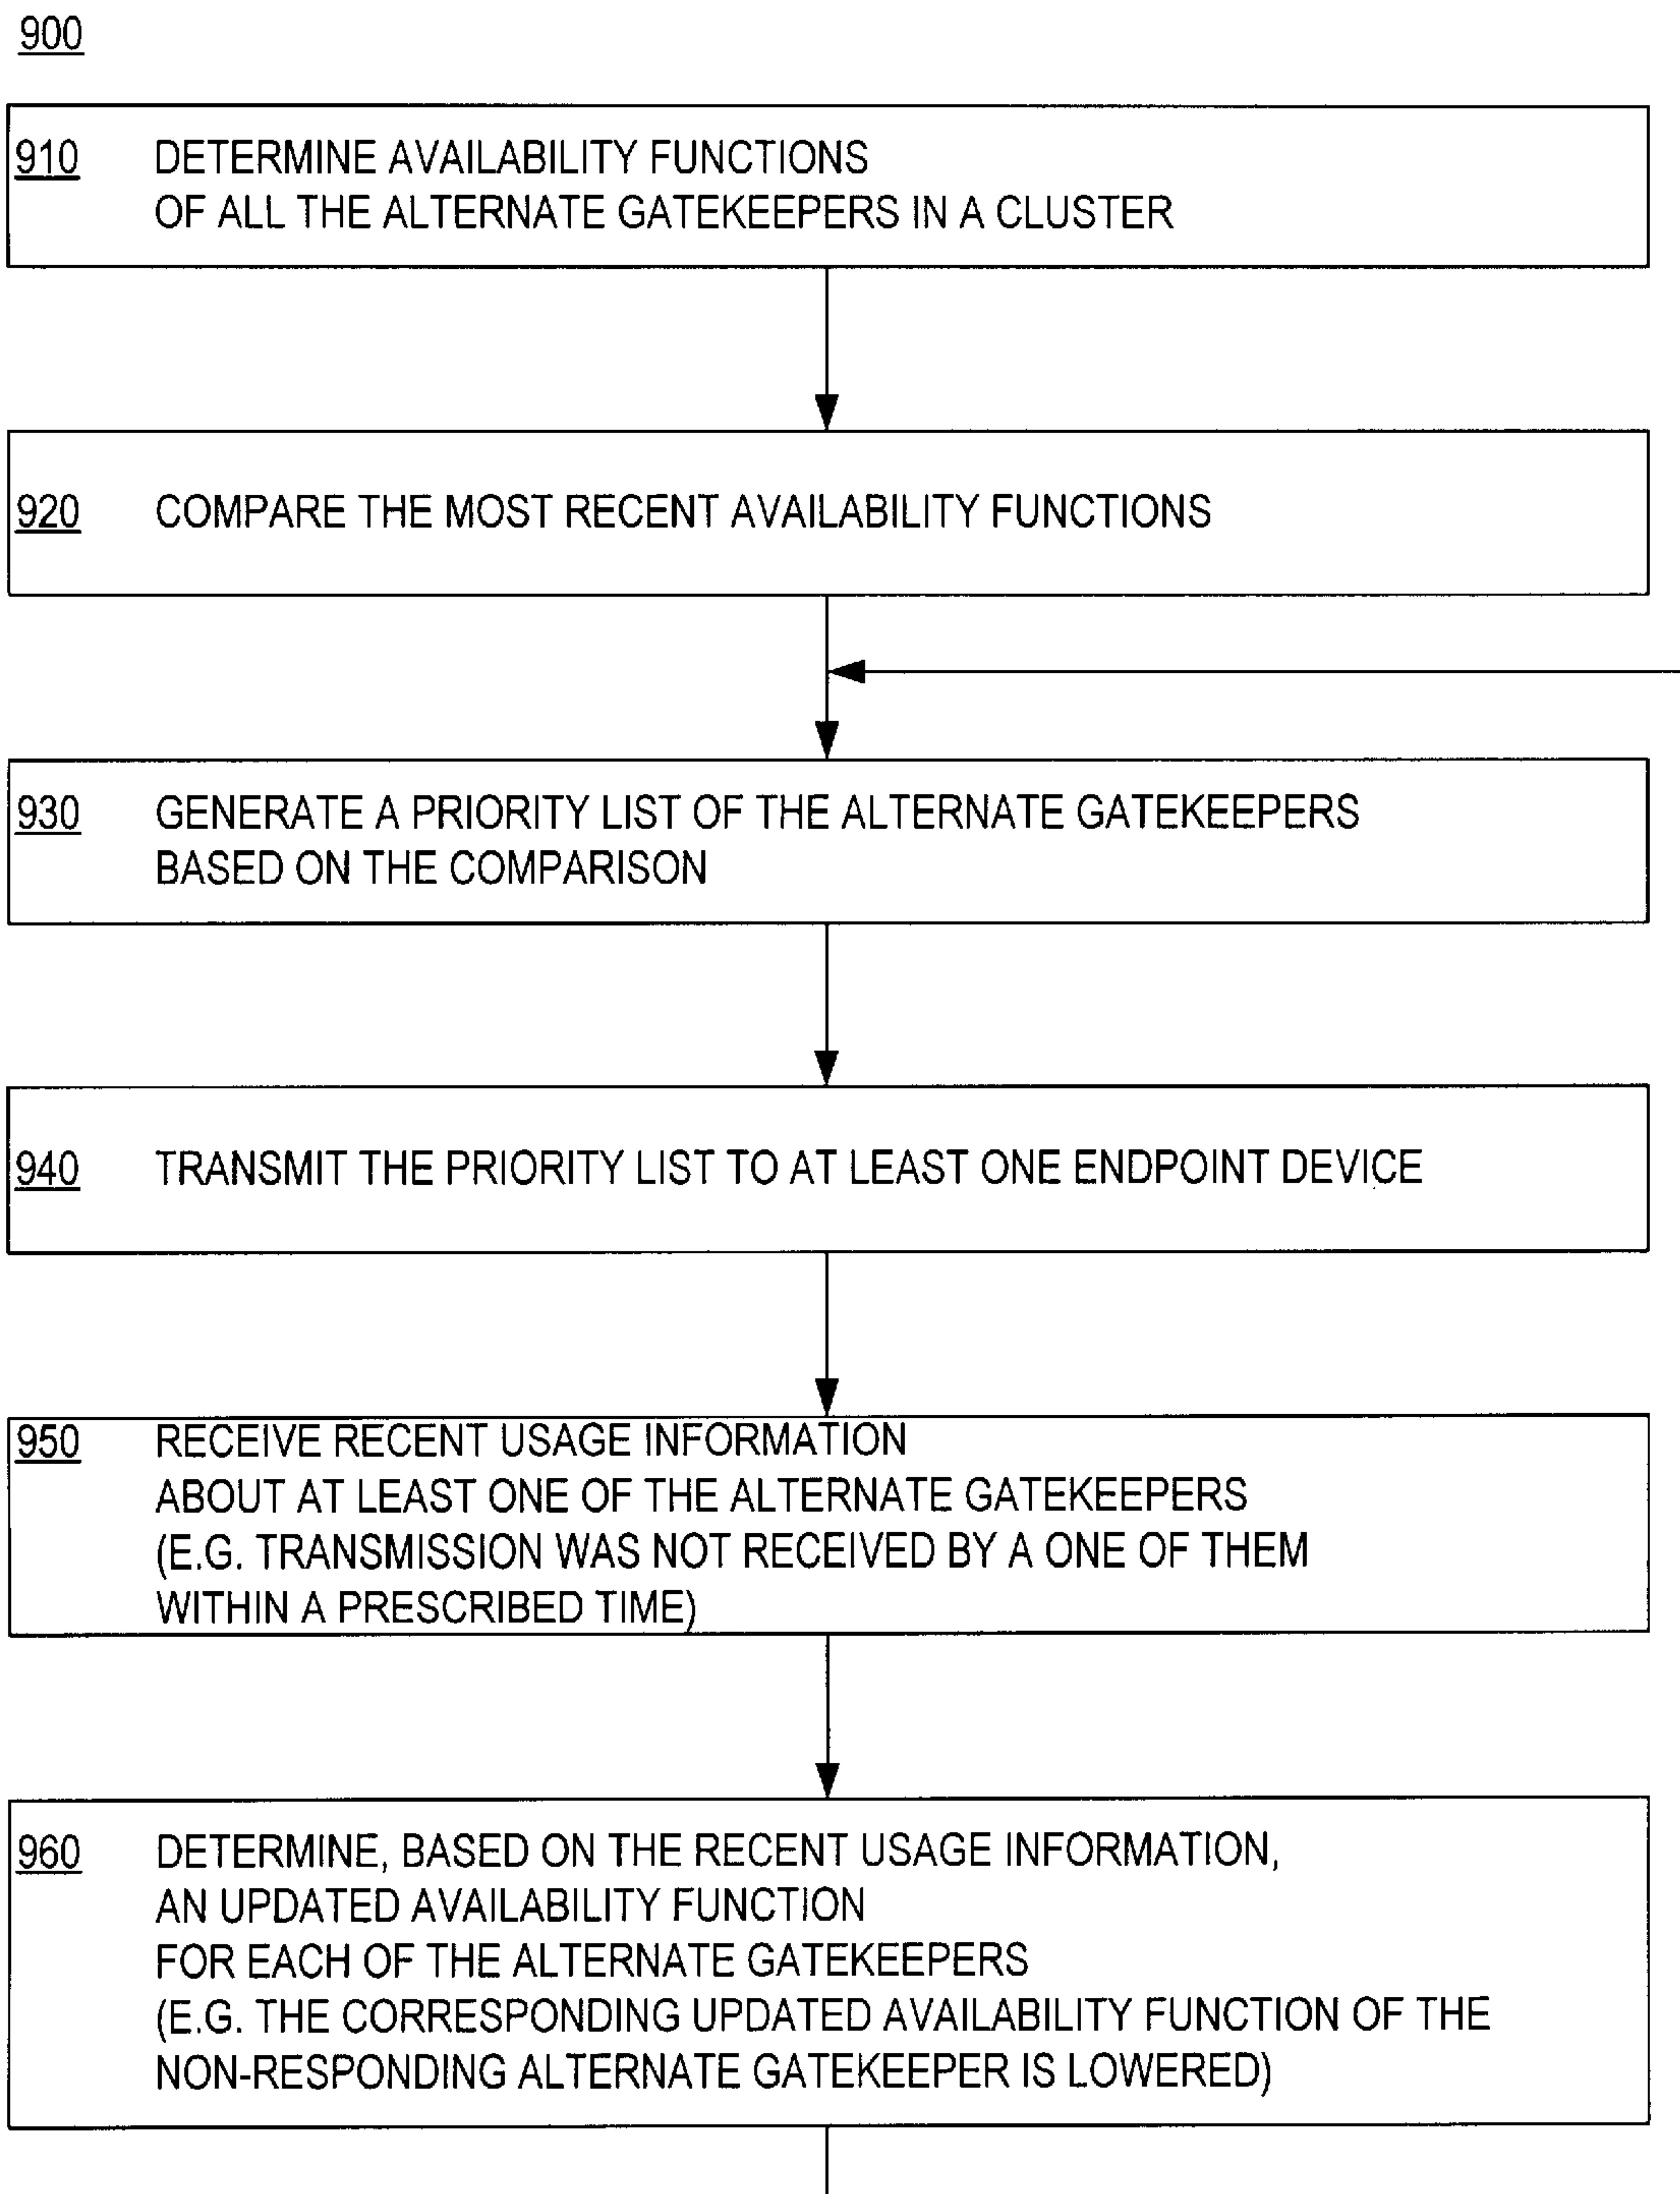 900
910 DETERMINE AVAILABILITY FUNCTIONS
OF ALL THE ALTERNATE GATEKEEPERS IN A CLUSTER
920 COMPARE THE MOST RECENT AVAILABILITY FUNCTIONS
930 GENERATE A PRIORITY LIST OF THE ALTERNATE GATEKEEPERS
BASED ON THE COMPARISON
940 TRANSMIT THE PRIORITY LIST TO AT LEAST ONE ENDPOINT DEVICE
950 RECEIVE RECENT USAGE INFORMATION
ABOUT AT LEAST ONE OF THE ALTERNATE GATEKEEPERS
(E.G. TRANSMISSION WAS NOT RECEIVED BY A ONE OF THEM
WITHIN A PRESCRIBED TIME)
960 DETERMINE, BASED ON THE RECENT USAGE INFORMATION,
AN UPDATED AVAILABILITY FUNCTION
FOR EACH OF THE ALTERNATE GATEKEEPERS
(E.G. THE CORRESPONDING UPDATED AVAILABILITY FUNCTION OF THE
NON-RESPONDING ALTERNATE GATEKEEPER IS LOWERED)